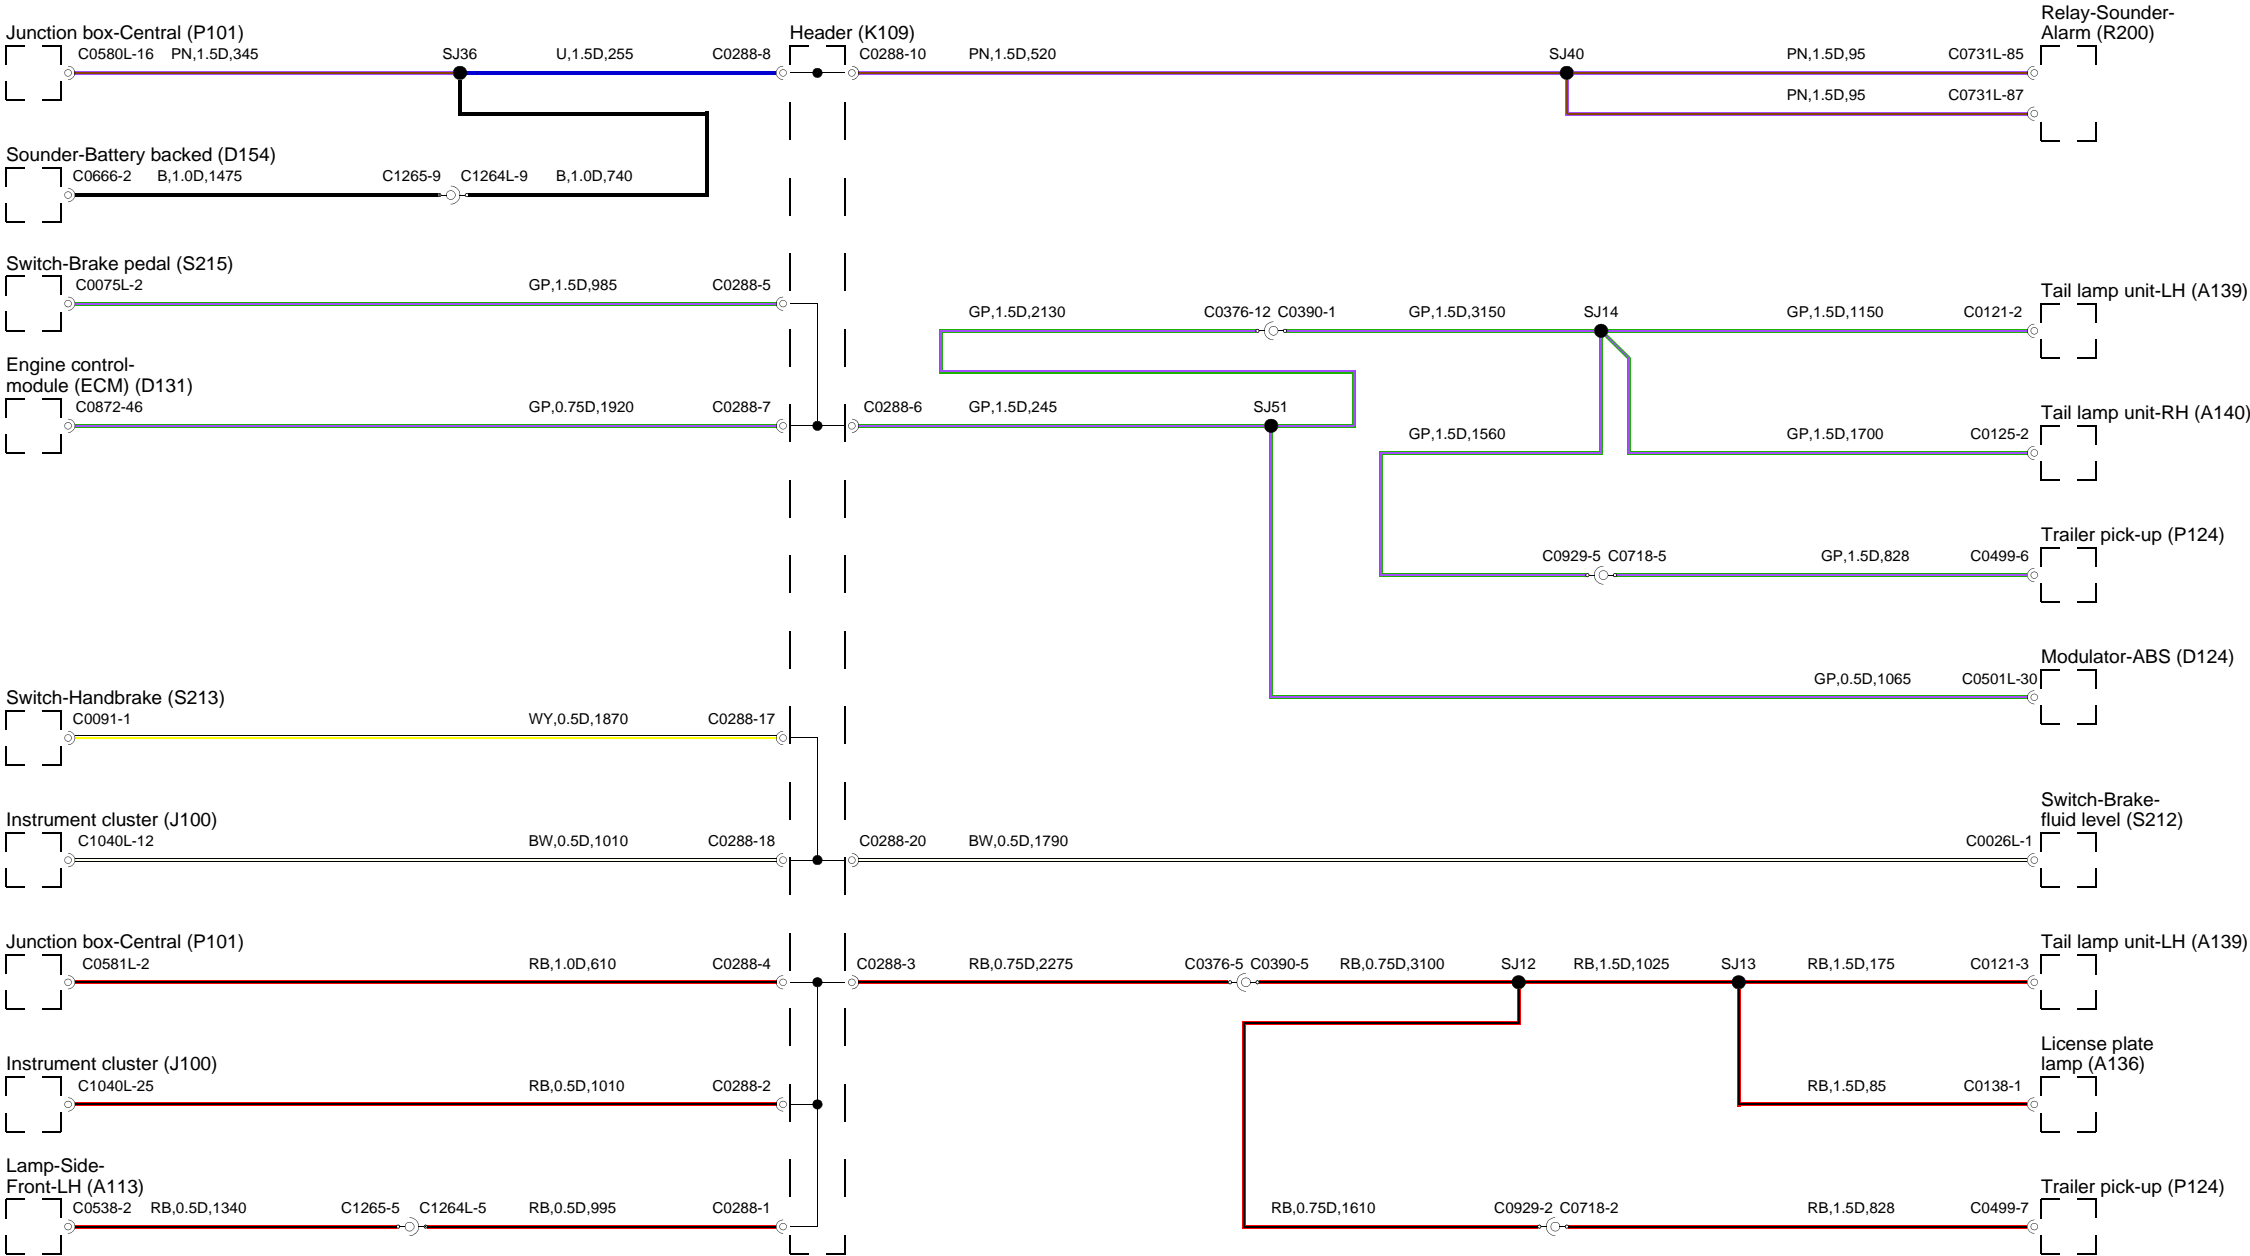 Junction box-Central (P101)
C0580L-16 PN,1.5D,345 SJ36 U,1.5D,255 C0288-8
Header (K109)
C0288-10 PN,1.5D,520 SJ40 PN,1.5D,95 C0731L-85
Relay-Sounder-
Alarm (R200)
PN,1.5D,95 C0731L-87
Sounder-Battery backed (D154)
C0666-2 B,1.0D,1475 C1265-9 C1264L-9 B,1.0D,740
Switch-Brake pedal (S215)
C0075L-2 GP,1.5D,985 C0288-5
GP,1.5D,2130 C0376-12 C0390-1 GP,1.5D,3150 SJ14 GP,1.5D,1150 C0121-2
Tail lamp unit-LH (A139)
Engine control-
module (ECM) (D131)
C0872-46 GP,0.75D,1920 C0288-7 C0288-6 GP,1.5D,245 SJ51
GP,1.5D,1560 GP,1.5D,1700 C0125-2
Tail lamp unit-RH (A140)
C0929-5 C0718-5 GP,1.5D,828 C0499-6
Trailer pick-up (P124)
GP,0.5D,1065 C0501L-30
Modulator-ABS (D124)
Switch-Handbrake (S213)
C0091-1 WY,0.5D,1870 C0288-17
Instrument cluster (J100)
C1040L-12 BW,0.5D,1010 C0288-18 C0288-20 BW,0.5D,1790 C0026L-1
Switch-Brake-
fluid level (S212)
Junction box-Central (P101)
C0581L-2 RB,1.0D,610 C0288-4 C0288-3 RB,0.75D,2275 C0376-5 C0390-5 RB,0.75D,3100 SJ12 RB,1.5D,1025 SJ13 RB,1.5D,175 C0121-3
Tail lamp unit-LH (A139)
Instrument cluster (J100)
C1040L-25 RB,0.5D,1010 C0288-2
License plate
lamp (A136)
RB,1.5D,85 C0138-1
Lamp-Side-
Front-LH (A113)
C0538-2 RB,0.5D,1340 C1265-5 C1264L-5 RB,0.5D,995 C0288-1
RB,0.75D,1610 C0929-2 C0718-2 RB,1.5D,828 C0499-7
Trailer pick-up (P124)